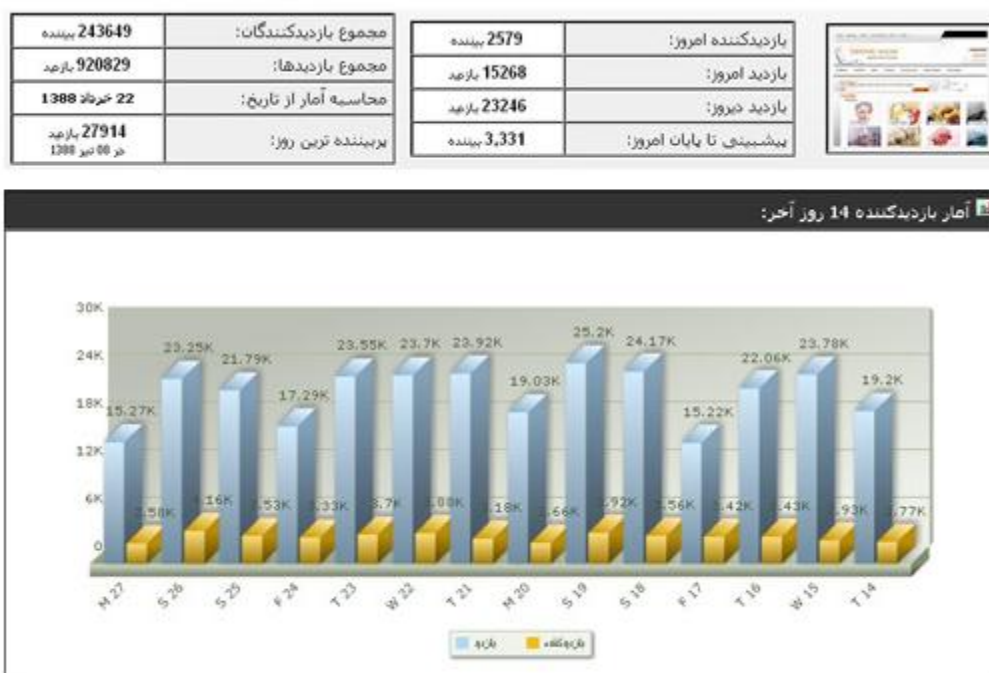 بازدیدکننده امروز: 2579 بیننده
بازدید امروز: 15268 بازدید
بازدید دیروز: 23246 بازدید
پیشبینی تا پایان امروز: 3,331 بیننده
مجموع بازدیدکنندگان: 243649 بیننده
مجموع بازدیدها: 920829 بازدید
محاسبه آمار از تاریخ: 22 خرداد 1388
پربیننده ترین روز: 27914 بازدید
در 08 تیر 1388
آمار بازدیدکننده 14 روز آخر:
30K
24K
18K
12K
6K
0
15.27K 23.25K 21.79K 17.29K 23.55K 23.7K 23.92K 19.03K 25.2K 24.17K 15.22K 22.06K 23.78K 19.2K
M 27 S 26 S 25 F 24 T 23 W 22 T 21 M 20 S 19 S 18 F 17 T 16 W 15 T 14